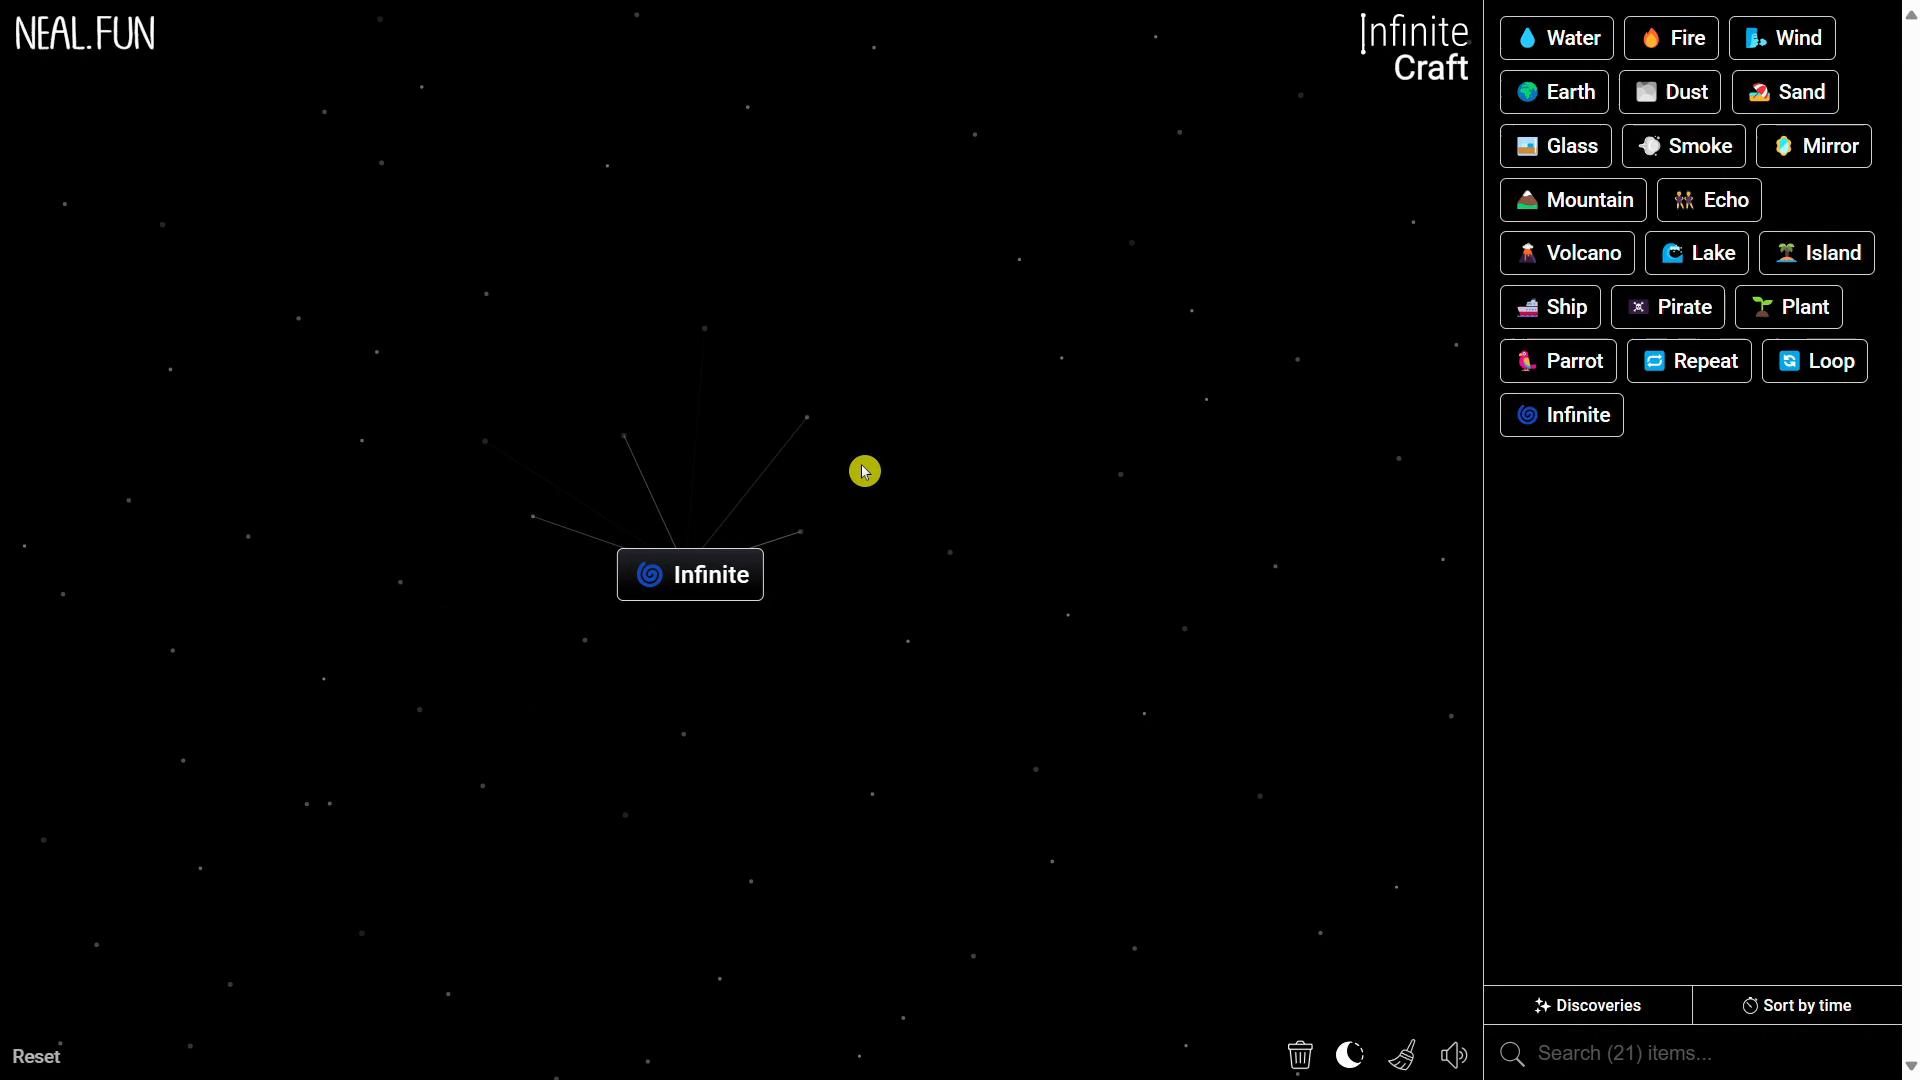 NEAL.FUN
Infinite
Craft
Water Fire Wind
Earth Dust Sand
Glass Smoke Mirror
Mountain Echo
Volcano Lake Island
Ship Pirate Plant
Parrot Repeat Loop
Infinite
Infinite
Discoveries Sort by time
Reset
Search (21) items...